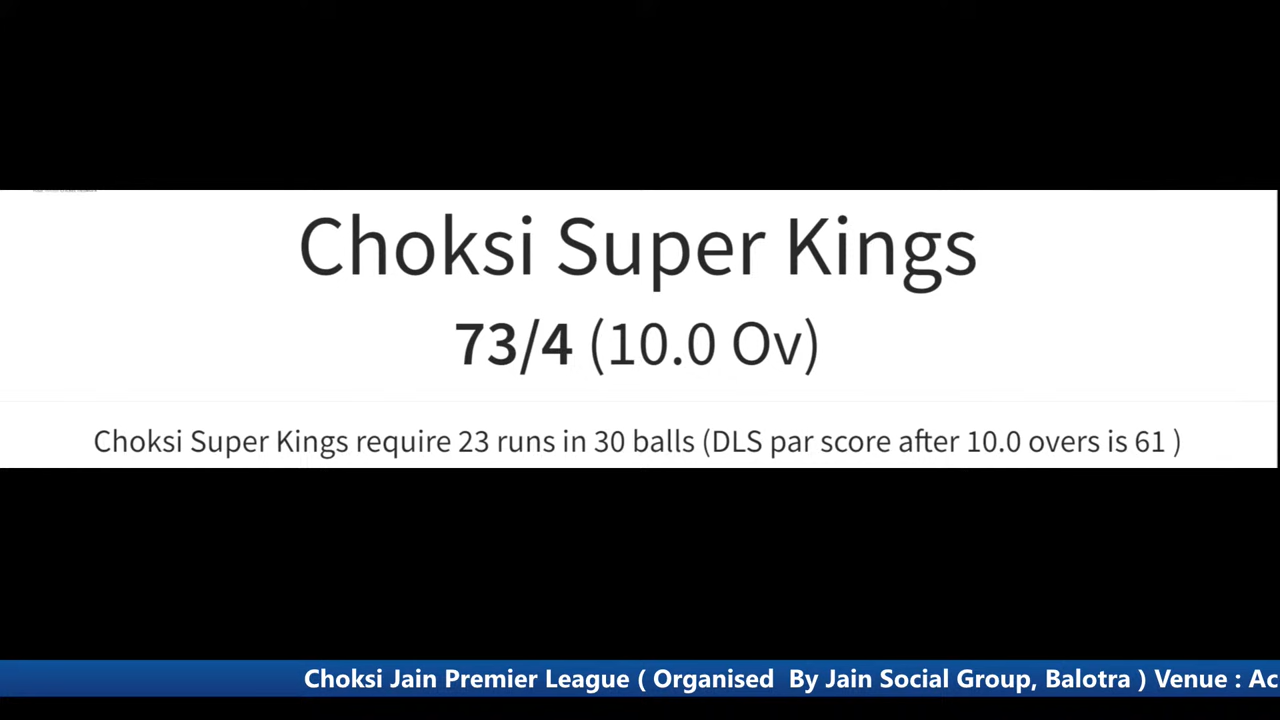 Choksi Super Kings
73/4 (10.0 Ov)
Choksi Super Kings require 23 runs in 30 balls (DLS par score after 10.0 overs is 61 )
Choksi Jain Premier League ( Organised By Jain Social Group, Balotra ) Venue : Ac